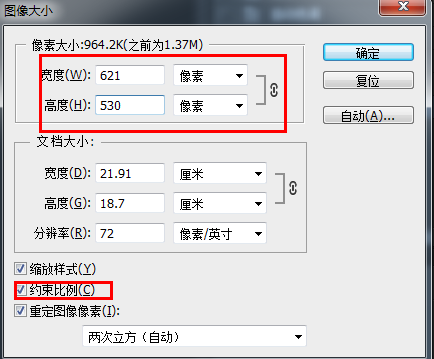 图像大小
像素大小:964.2K(之前为1.37M)
确定
宽度(W): 621 像素
复位
高度(H): 530 像素
自动(A)...
文档大小:
宽度(D): 21.91 厘米
高度(G): 18.7 厘米
分辨率(R): 72 像素/英寸
缩放样式(Y)
约束比例(C)
重定图像像素(I):
两次立方（自动）